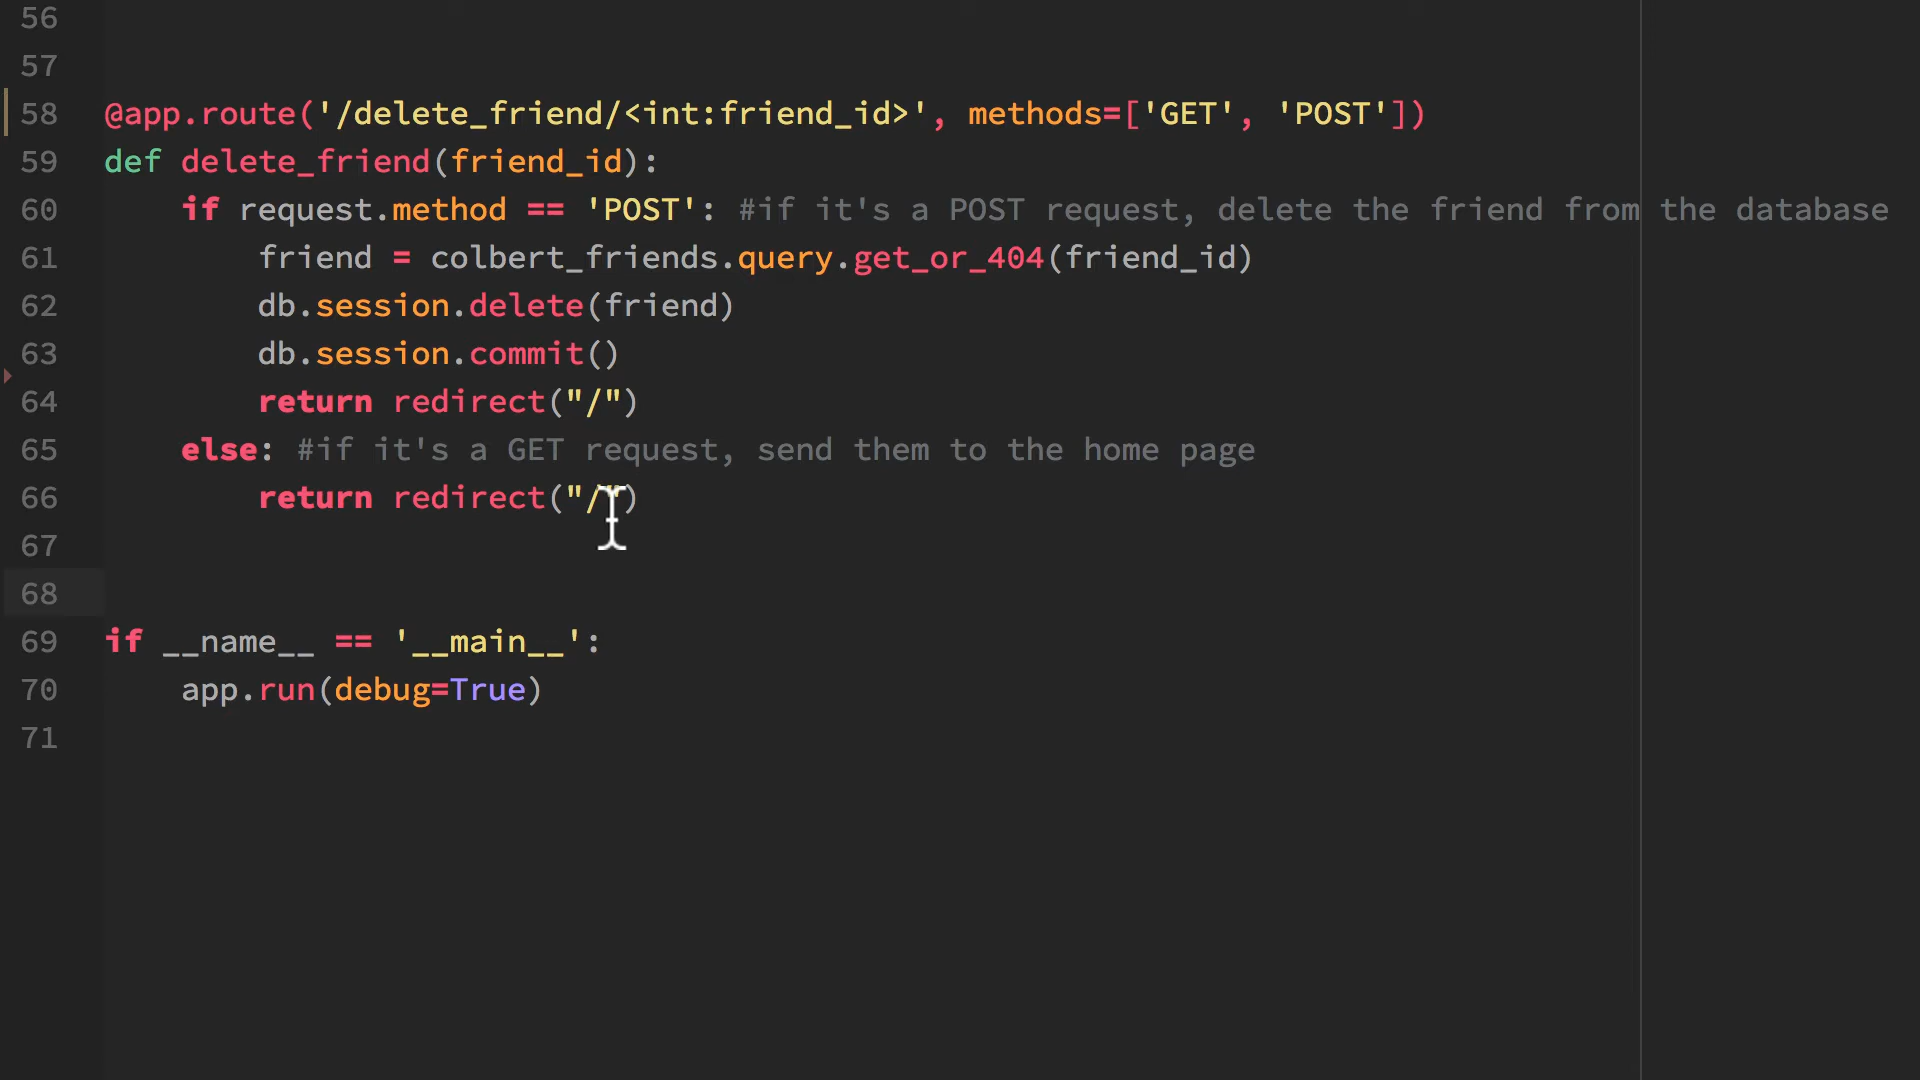 56
57
58 @app.route('/delete_friend/<int:friend_id>', methods=['GET', 'POST'])
59 def delete_friend(friend_id):
60     if request.method == 'POST': #if it's a POST request, delete the friend from the database
61         friend = colbert_friends.query.get_or_404(friend_id)
62         db.session.delete(friend)
63         db.session.commit()
64         return redirect("/")
65     else: #if it's a GET request, send them to the home page
66         return redirect("/")
67
68
69 if __name__ == '__main__':
70     app.run(debug=True)
71